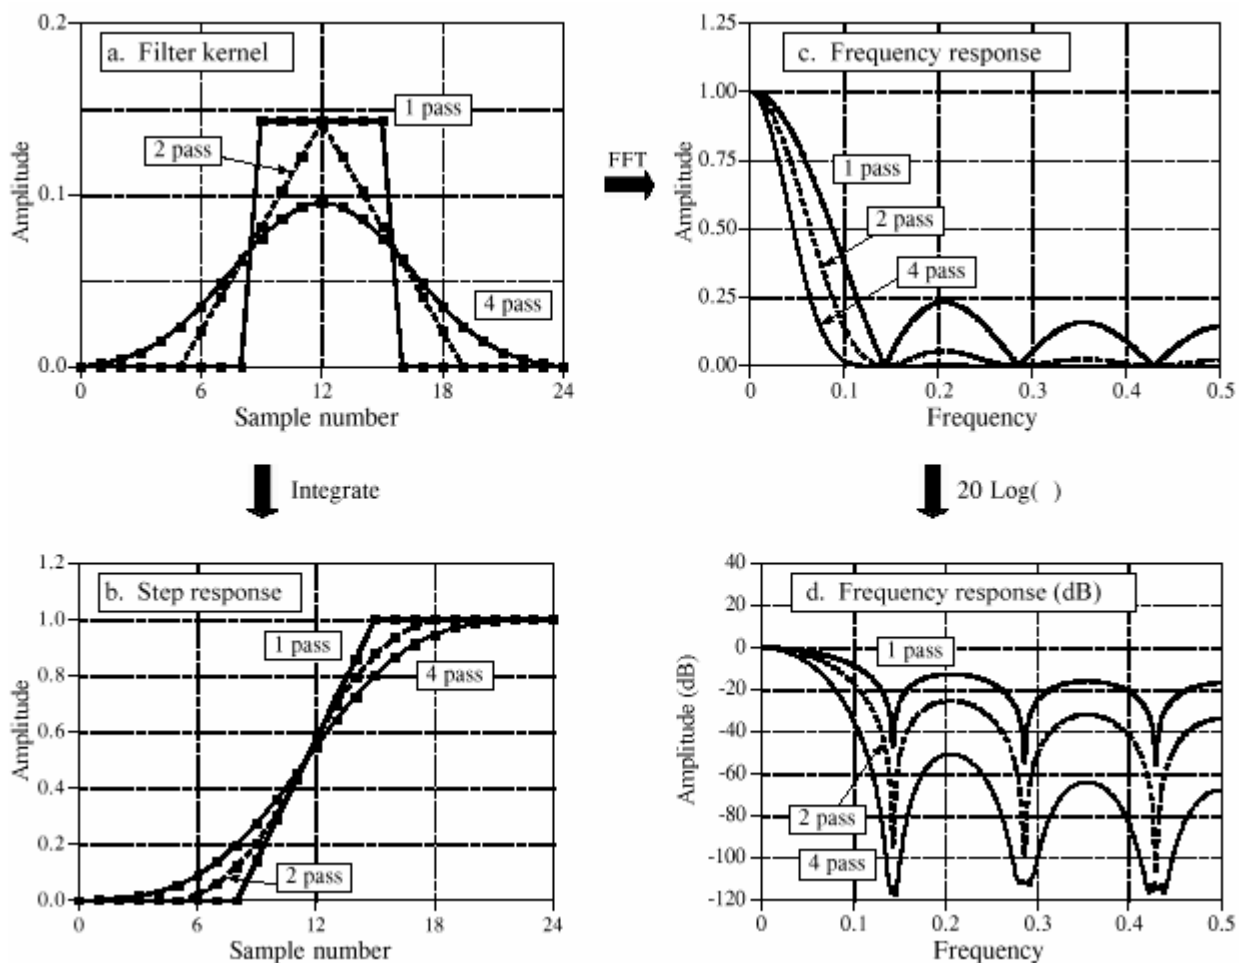 a. Filter kernel
0.2
0.1
0.0
Amplitude
1 pass
2 pass
4 pass
0 6 12 18 24
Sample number
FFT
c. Frequency response
1.25
1.00
0.75
0.50
0.25
0.00
Amplitude
1 pass
2 pass
4 pass
0 0.1 0.2 0.3 0.4 0.5
Frequency
Integrate
20 Log( )
b. Step response
1.2
1.0
0.8
0.6
0.4
0.2
0.0
Amplitude
1 pass
4 pass
2 pass
0 6 12 18 24
Sample number
d. Frequency response (dB)
40
20
0
-20
-40
-60
-80
-100
-120
Amplitude (dB)
1 pass
2 pass
4 pass
0 0.1 0.2 0.3 0.4 0.5
Frequency